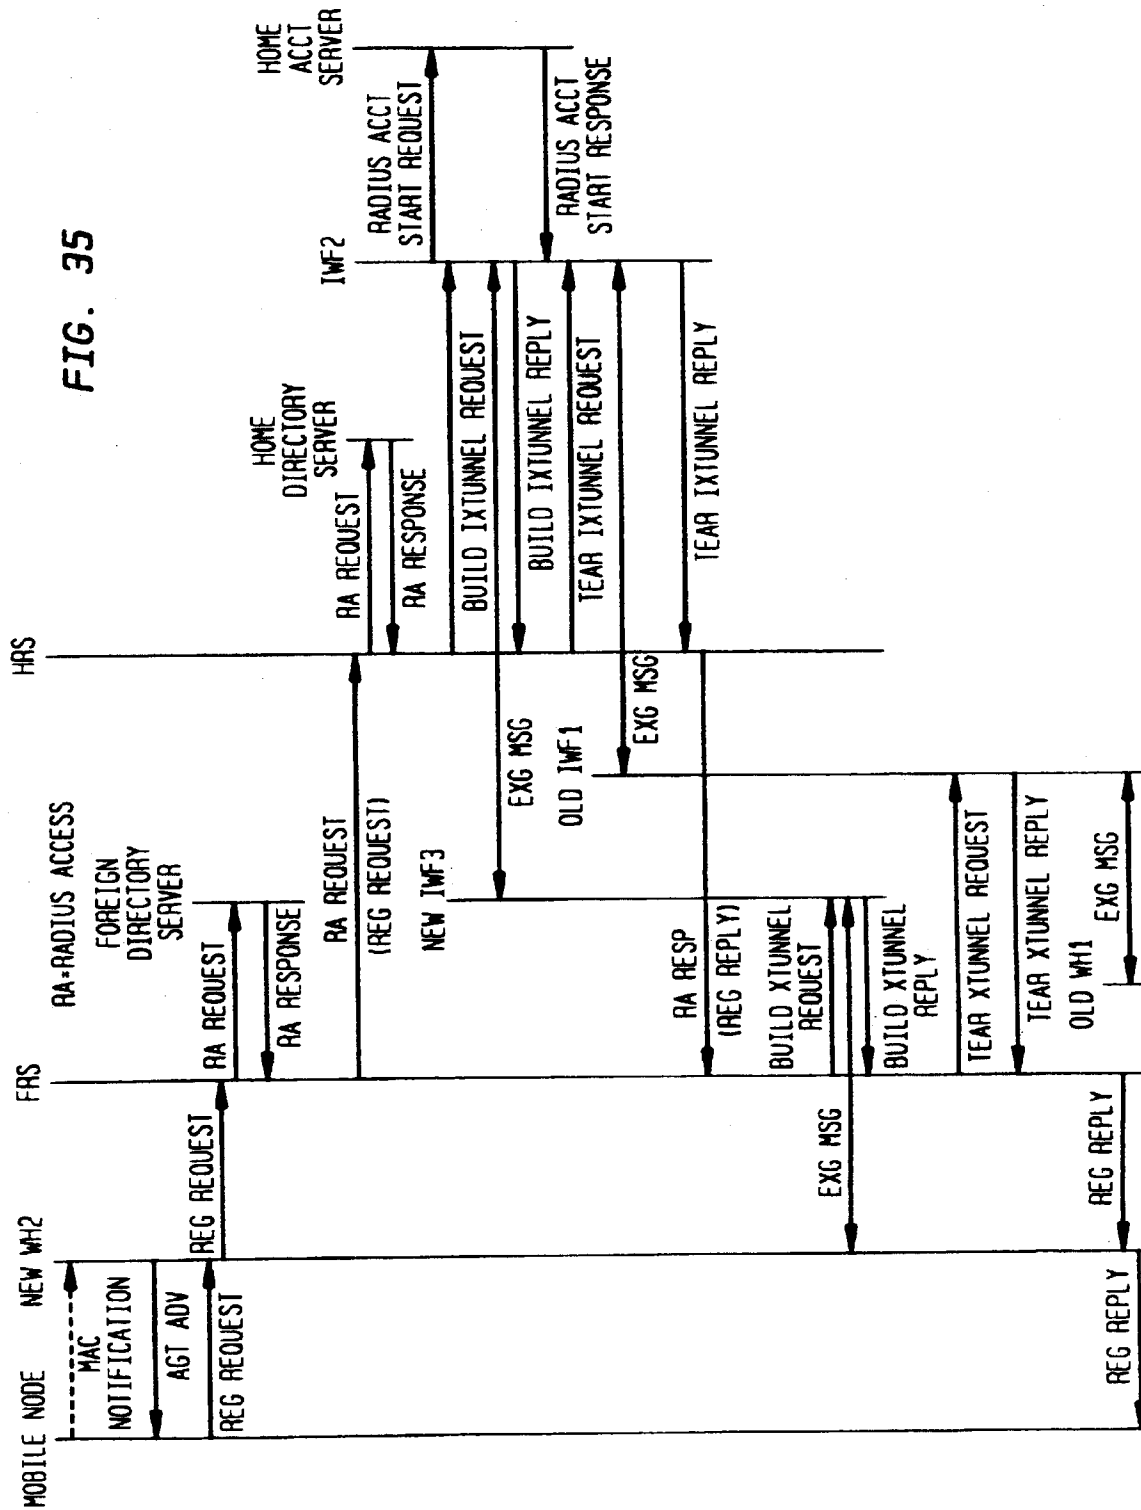 FIG. 35
RA=RADIUS ACCESS
MOBILE NODE
NEW WH2
FRS
FOREIGN
DIRECTORY
SERVER
HRS
HOME
DIRECTORY
SERVER
IWF2
HOME
ACCT
SERVER
MAC
NOTIFICATION
AGT ADV
REG REQUEST
REG REQUEST
RA REQUEST
RA RESPONSE
RA REQUEST
(REG REQUEST)
RA REQUEST
RA RESPONSE
RADIUS ACCT
START REQUEST
BUILD IXTUNNEL REQUEST
NEW IWF3
EXG MSG
BUILD IXTUNNEL REPLY
RADIUS ACCT
START RESPONSE
TEAR IXTUNNEL REQUEST
OLD IWF1
EXG MSG
TEAR IXTUNNEL REPLY
RA RESP
(REG REPLY)
BUILD XTUNNEL
REQUEST
EXG MSG
BUILD XTUNNEL
REPLY
TEAR XTUNNEL REQUEST
TEAR XTUNNEL REPLY
OLD WH1
EXG MSG
REG REPLY
REG REPLY